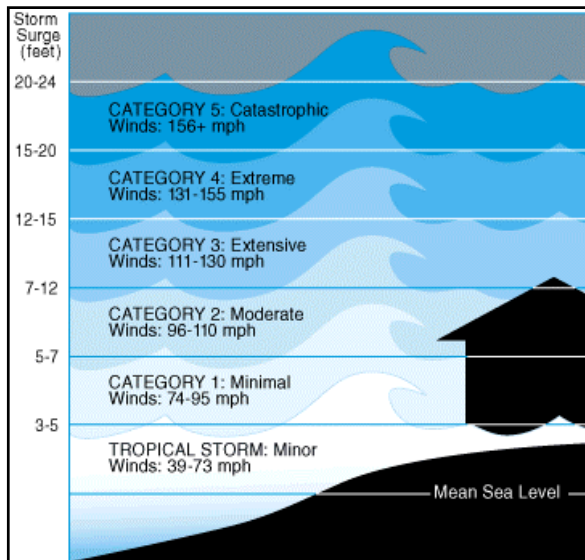 Storm
Surge
(feet)
20-24
CATEGORY 5: Catastrophic
Winds: 156+ mph
15-20
CATEGORY 4: Extreme
Winds: 131-155 mph
12-15
CATEGORY 3: Extensive
Winds: 111-130 mph
7-12
CATEGORY 2: Moderate
Winds: 96-110 mph
5-7
CATEGORY 1: Minimal
Winds: 74-95 mph
3-5
TROPICAL STORM: Minor
Winds: 39-73 mph
Mean Sea Level